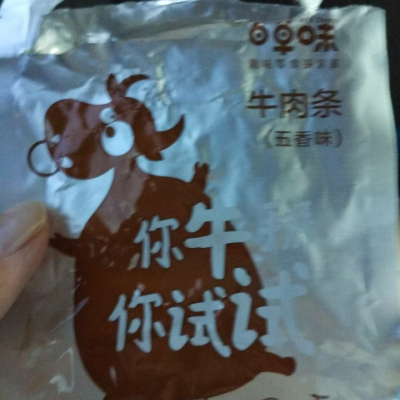 百草味
牛肉条
（五香味）
你牛
你试试